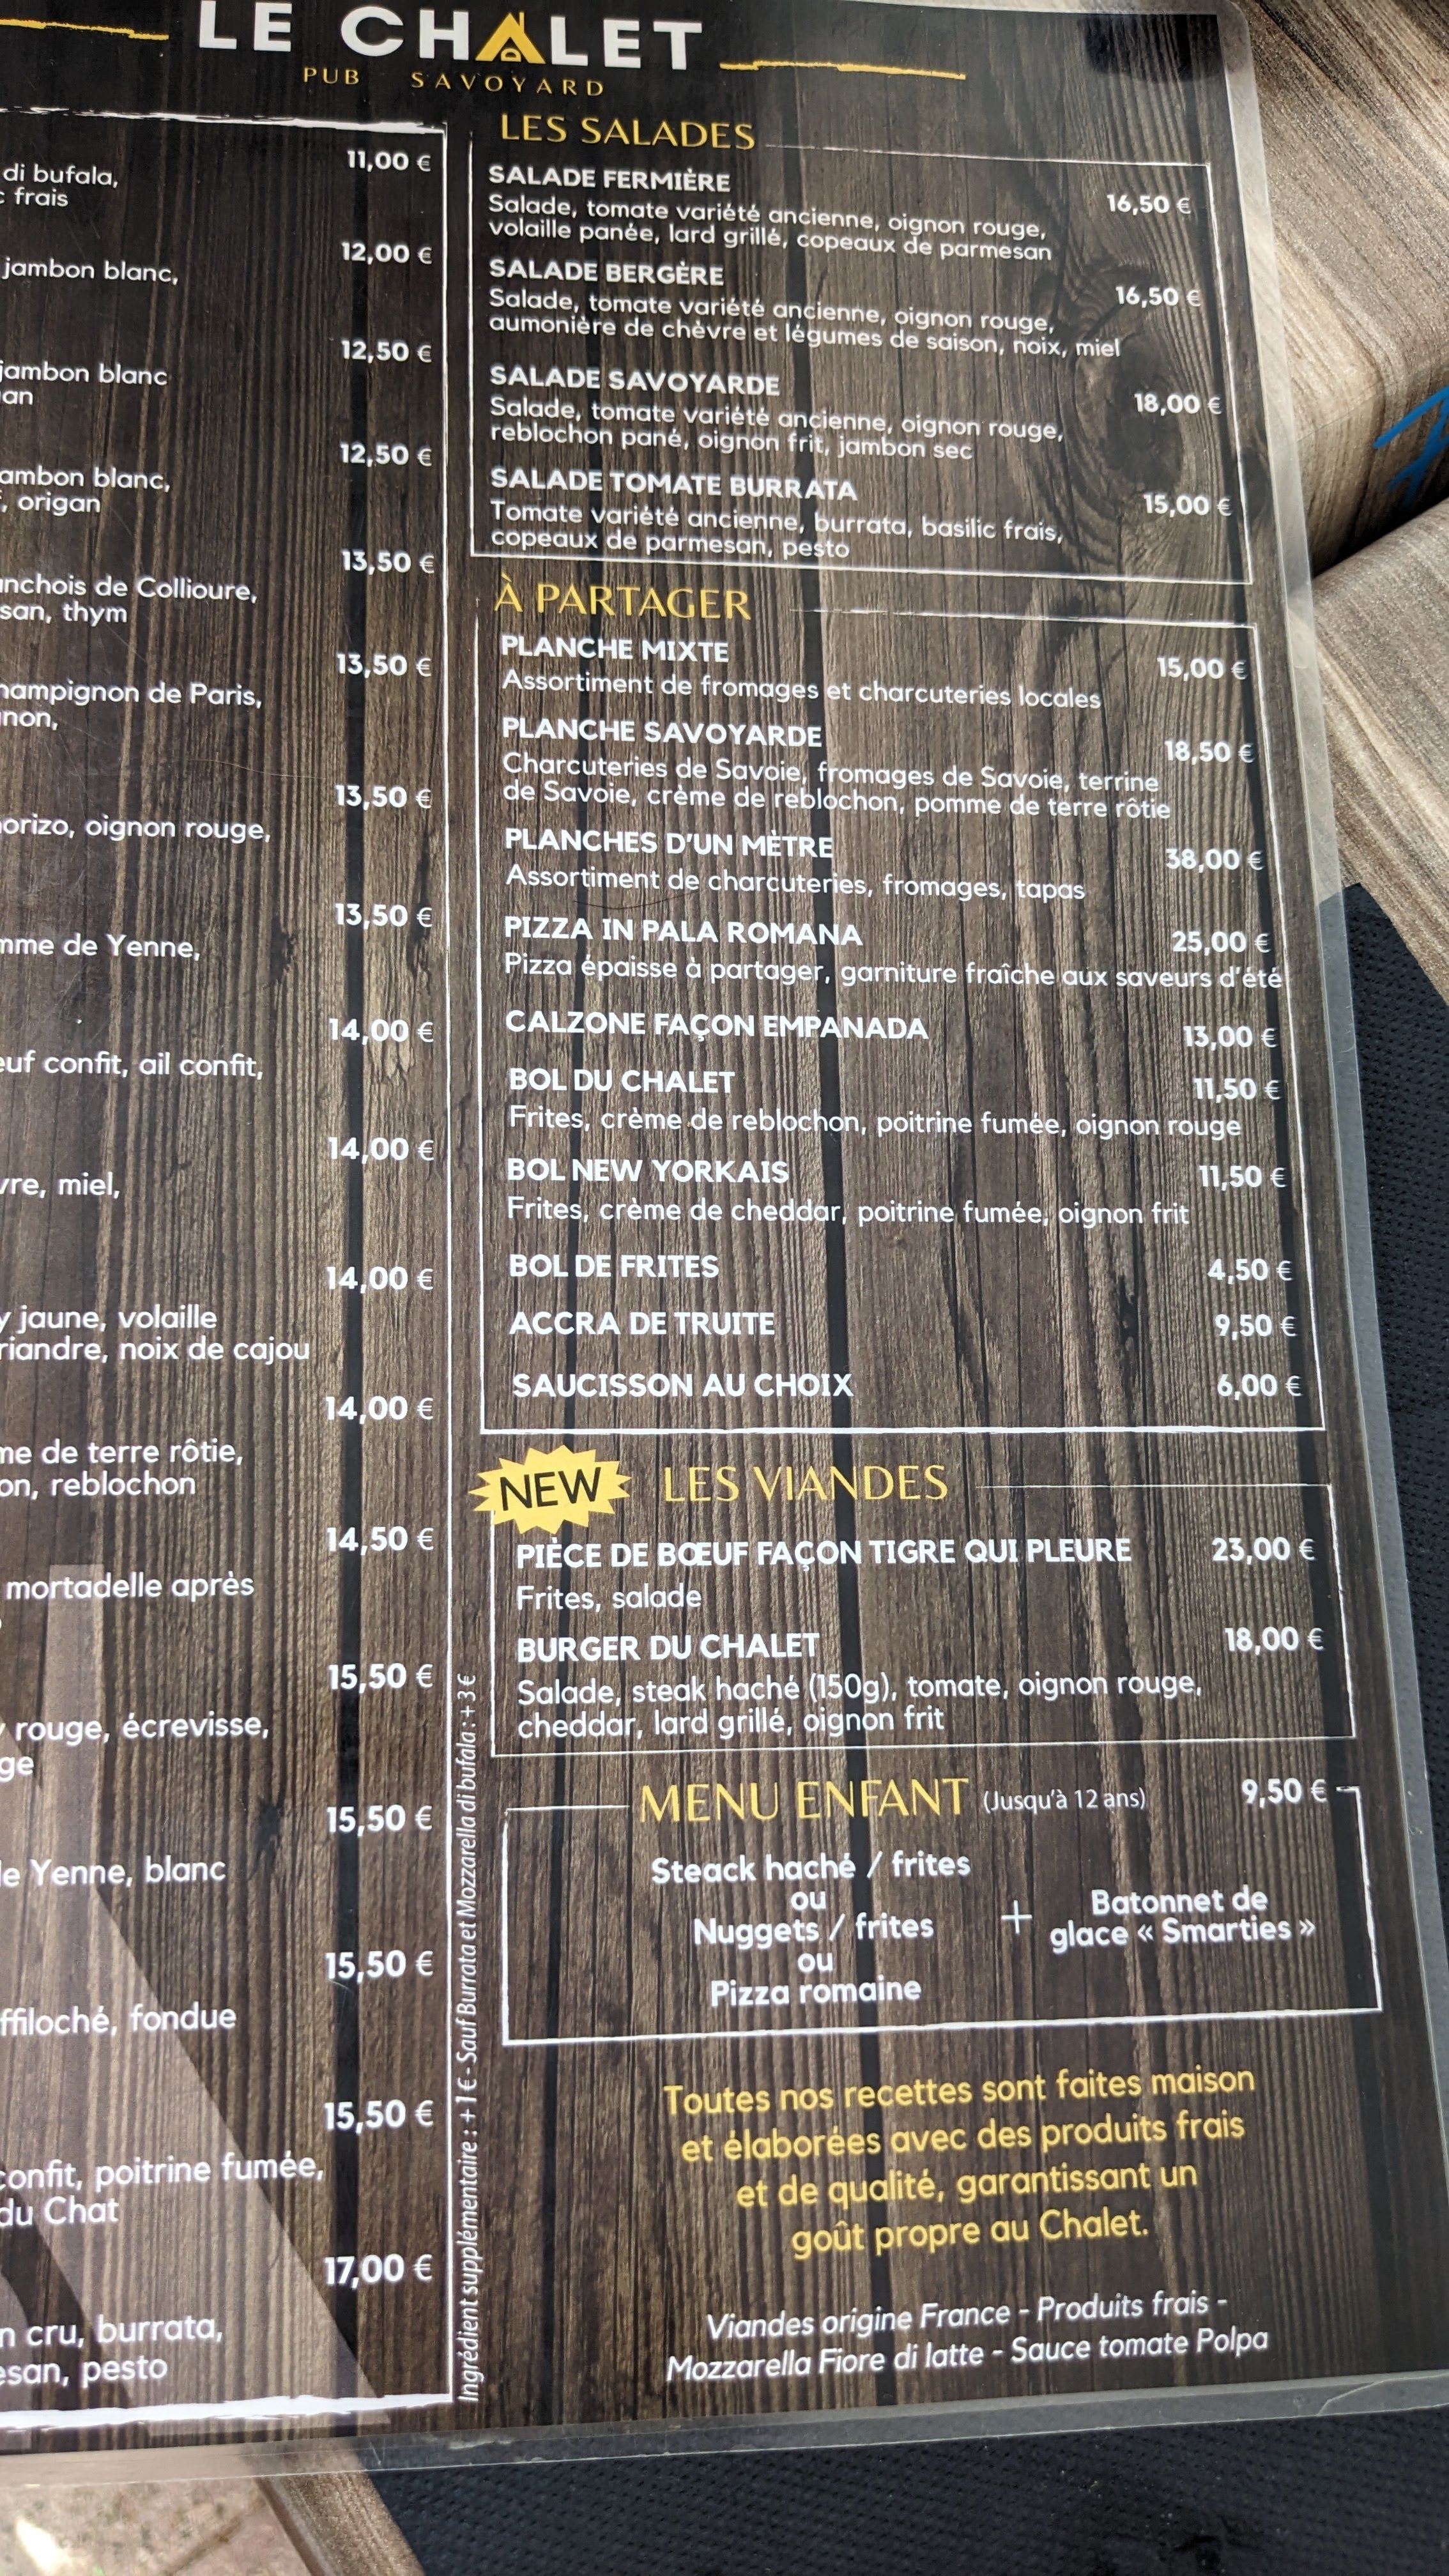 LE CHALET
PUB SAVOYARD
11,00 €
di bufala,
frais
12,00 €
jambon blanc,
12,50 €
jambon blanc
12,50 €
jambon blanc,
, origan
13,50 €
anchois de Collioure,
thym
13,50 €
champignon de Paris,
13,50 €
chorizo, oignon rouge,
13,50 €
de Yenne,
14,00 €
confit, ail confit,
14,00 €
miel,
14,00 €
jaune, volaille
coriandre, noix de cajou
14,00 €
de terre rôtie,
reblochon
14,50 €
mortadelle après
15,50 €
rouge, écrevisse,
15,50 €
de Yenne, blanc
15,50 €
effiloché, fondue
15,50 €
confit, poitrine fumée,
du Chat
17,00 €
cru, burrata,
pesto
Ingrédient supplémentaire : + 1 € - Sauf Burrata et Mozzarella di bufala : + 3 €
LES SALADES
SALADE FERMIÈRE 16,50 €
Salade, tomate variété ancienne, oignon rouge,
volaille panée, lard grillé, copeaux de parmesan
SALADE BERGÈRE 16,50 €
Salade, tomate variété ancienne, oignon rouge,
aumonière de chèvre et légumes de saison, noix, miel
SALADE SAVOYARDE 18,00 €
Salade, tomate variété ancienne, oignon rouge,
reblochon pané, oignon frit, jambon sec
SALADE TOMATE BURRATA 15,00 €
Tomate variété ancienne, burrata, basilic frais,
copeaux de parmesan, pesto
À PARTAGER
PLANCHE MIXTE 15,00 €
Assortiment de fromages et charcuteries locales
PLANCHE SAVOYARDE 18,50 €
Charcuteries de Savoie, fromages de Savoie, terrine
de Savoie, crème de reblochon, pomme de terre rôtie
PLANCHES D'UN MÈTRE 38,00 €
Assortiment de charcuteries, fromages, tapas
PIZZA IN PALA ROMANA 25,00 €
Pizza épaisse à partager, garniture fraîche aux saveurs d'été
CALZONE FAÇON EMPANADA 13,00 €
BOL DU CHALET 11,50 €
Frites, crème de reblochon, poitrine fumée, oignon rouge
BOL NEW YORKAIS 11,50 €
Frites, crème de cheddar, poitrine fumée, oignon frit
BOL DE FRITES 4,50 €
ACCRA DE TRUITE 9,50 €
SAUCISSON AU CHOIX 6,00 €
NEW LES VIANDES
PIÈCE DE BŒUF FAÇON TIGRE QUI PLEURE 23,00 €
Frites, salade
BURGER DU CHALET 18,00 €
Salade, steak haché (150g), tomate, oignon rouge,
cheddar, lard grillé, oignon frit
MENU ENFANT (Jusqu'à 12 ans) 9,50 €
Steack haché / frites
ou
Nuggets / frites
ou
Pizza romaine
+
Batonnet de
glace « Smarties »
Toutes nos recettes sont faites maison
et élaborées avec des produits frais
et de qualité, garantissant un
goût propre au Chalet.
Viandes origine France - Produits frais -
Mozzarella Fiore di latte - Sauce tomate Polpa